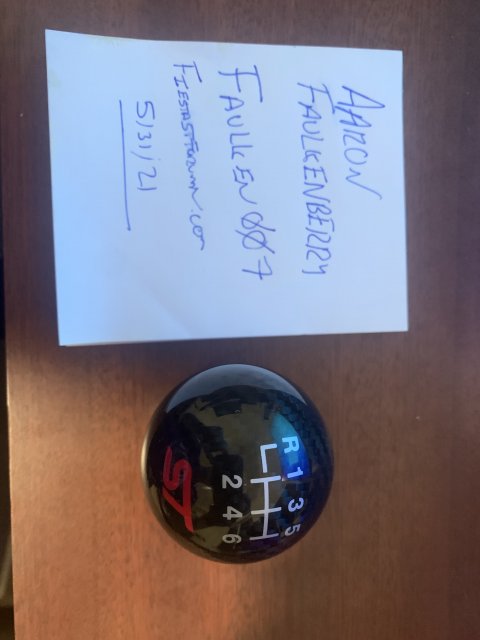 AARON
FAULKENBERRY
FAULKEN007
FIESTASTFORUM.com
5/31/21
R 1 3 5
2 4 6
ST